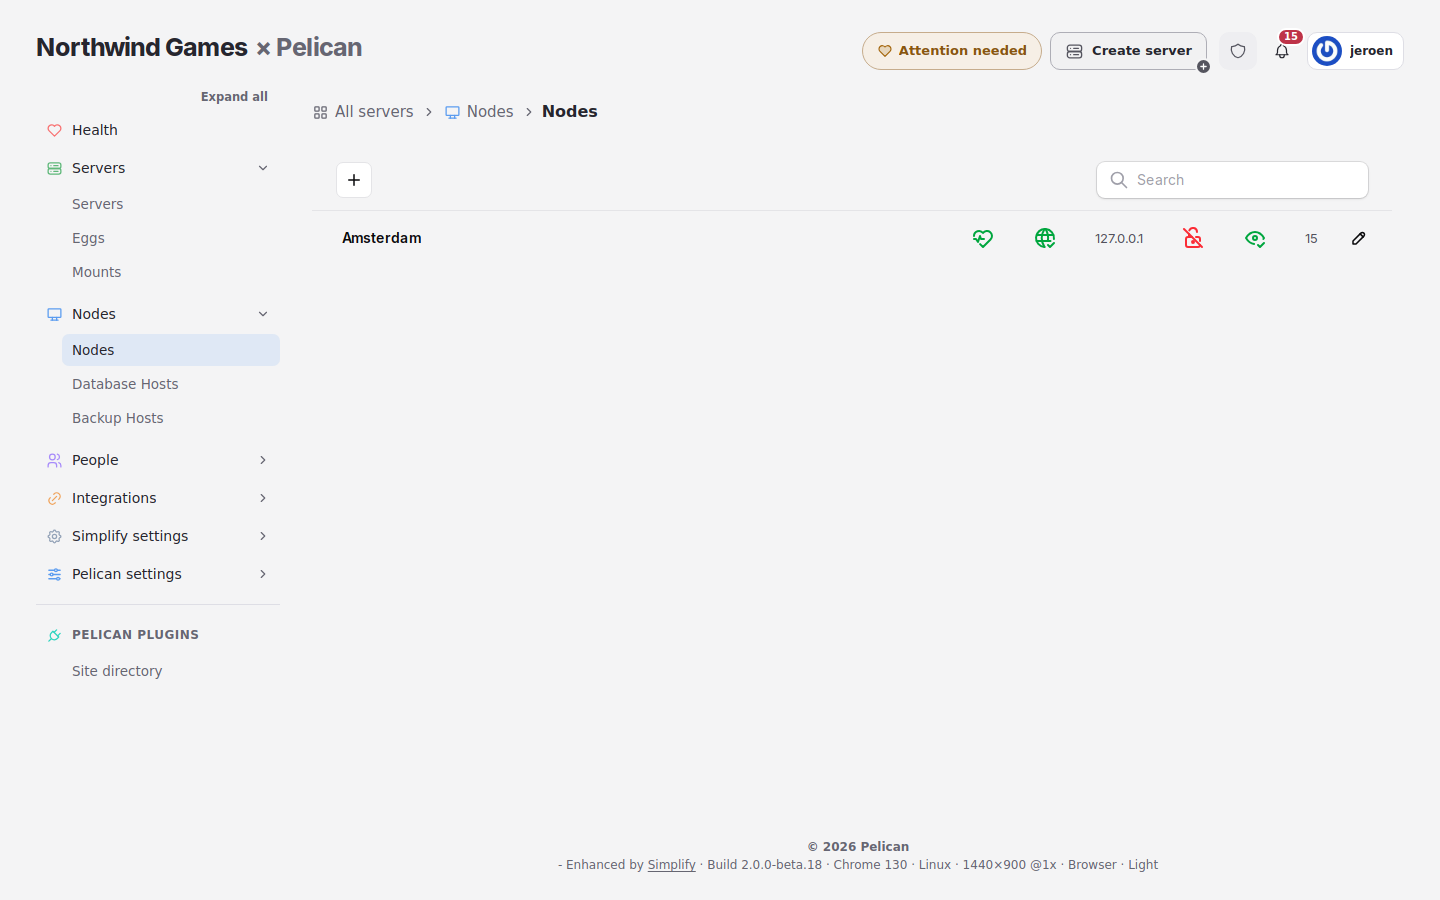 Northwind Games × Pelican
Attention needed
Create server
15
jeroen
Expand all
Health
Servers
Servers
Eggs
Mounts
Nodes
Nodes
Database Hosts
Backup Hosts
People
Integrations
Simplify settings
Pelican settings
PELICAN PLUGINS
Site directory
All servers > Nodes > Nodes
Search
Amsterdam 127.0.0.1 15
© 2026 Pelican
- Enhanced by Simplify · Build 2.0.0-beta.18 · Chrome 130 · Linux · 1440×900 @1x · Browser · Light